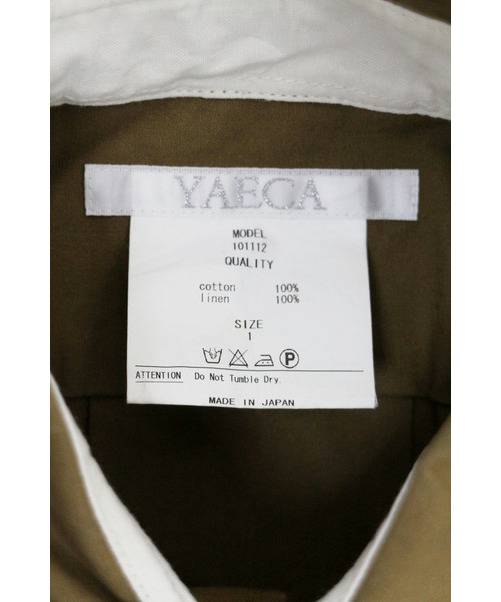 YAECA
MODEL
101112
QUALITY
cotton 100%
linen 100%
SIZE
1
P
ATTENTION Do Not Tumble Dry.
MADE IN JAPAN